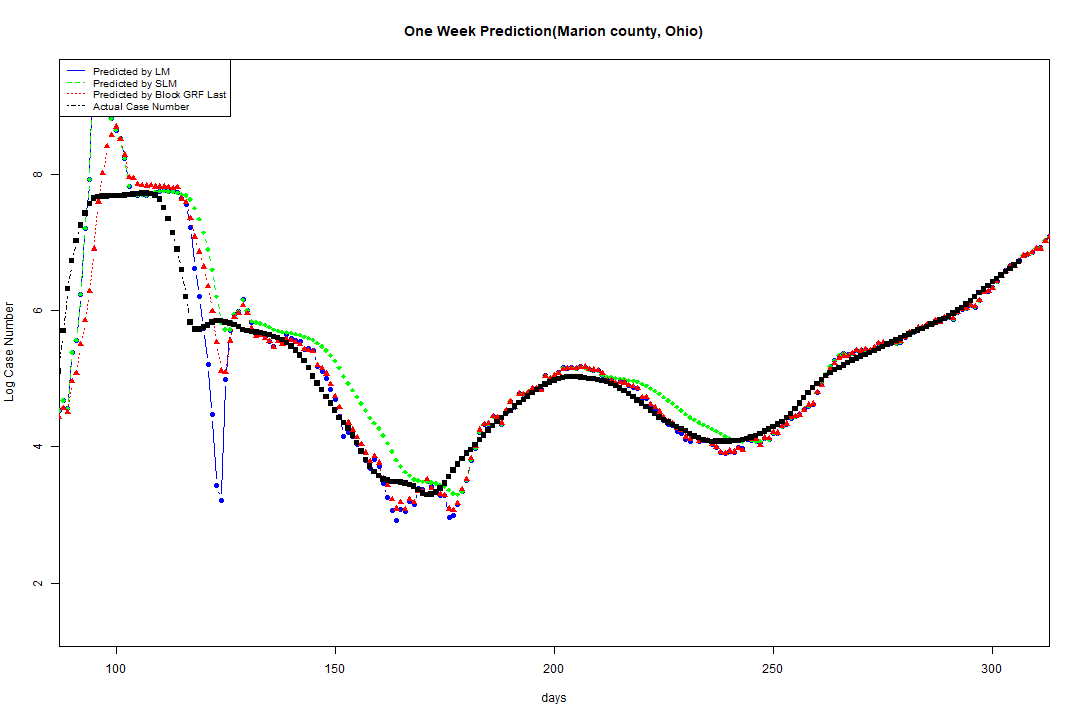 One Week Prediction(Marion county, Ohio)
Predicted by LM
Predicted by SLM
Predicted by Block GRF Last
Actual Case Number
Log Case Number
8
6
4
2
100 150 200 250 300
days